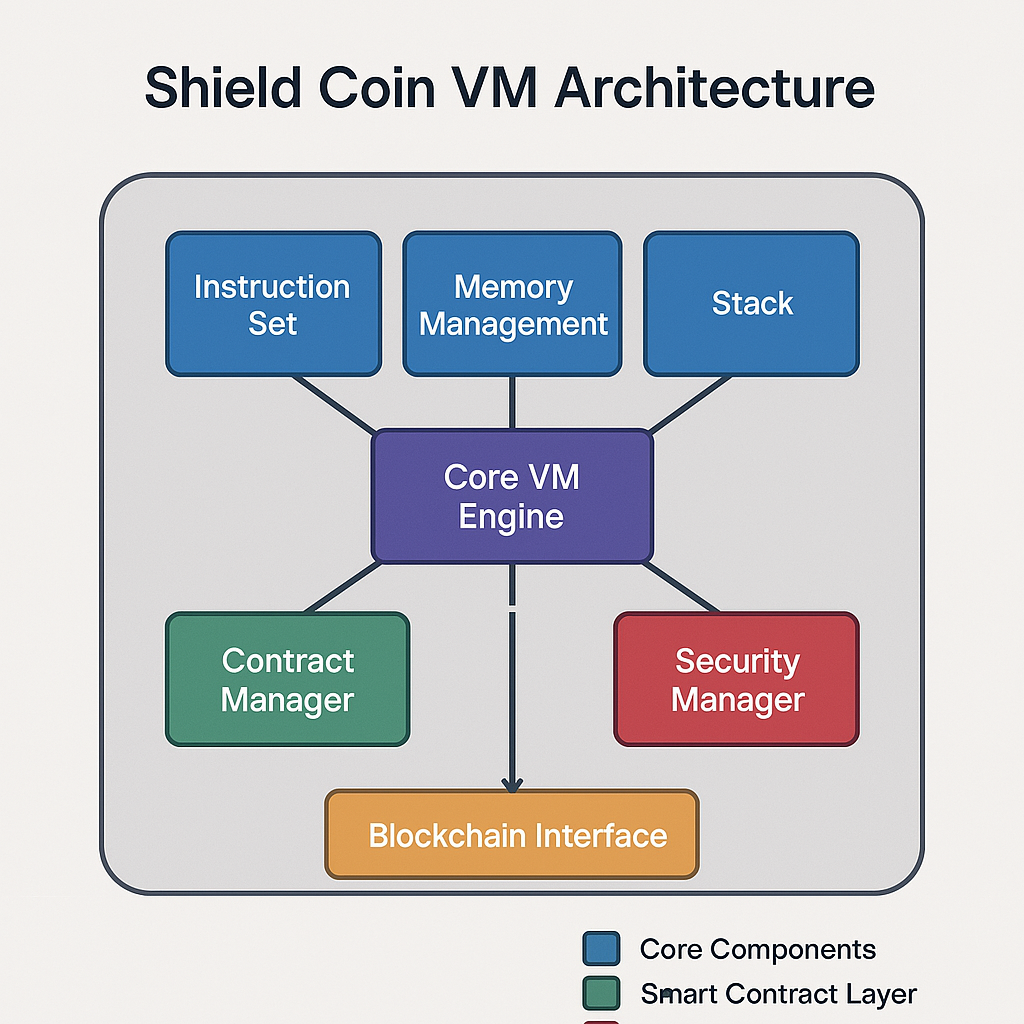 Shield Coin VM Architecture
Instruction
Set
Memory
Management
Stack
Core VM
Engine
Contract
Manager
Security
Manager
Blockchain Interface
Core Components
Smart Contract Layer